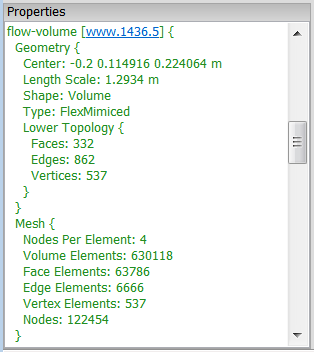 Properties
flow-volume [www.1436.5] {
Geometry {
Center: -0.2 0.114916 0.224064 m
Length Scale: 1.2934 m
Shape: Volume
Type: FlexMimiced
Lower Topology {
Faces: 332
Edges: 862
Vertices: 537
}
}
Mesh {
Nodes Per Element: 4
Volume Elements: 630118
Face Elements: 63786
Edge Elements: 6666
Vertex Elements: 537
Nodes: 122454
}